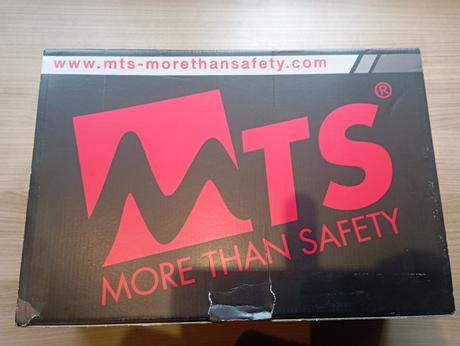 www.mts-morethansafety.com
MTS®
MORE THAN SAFETY